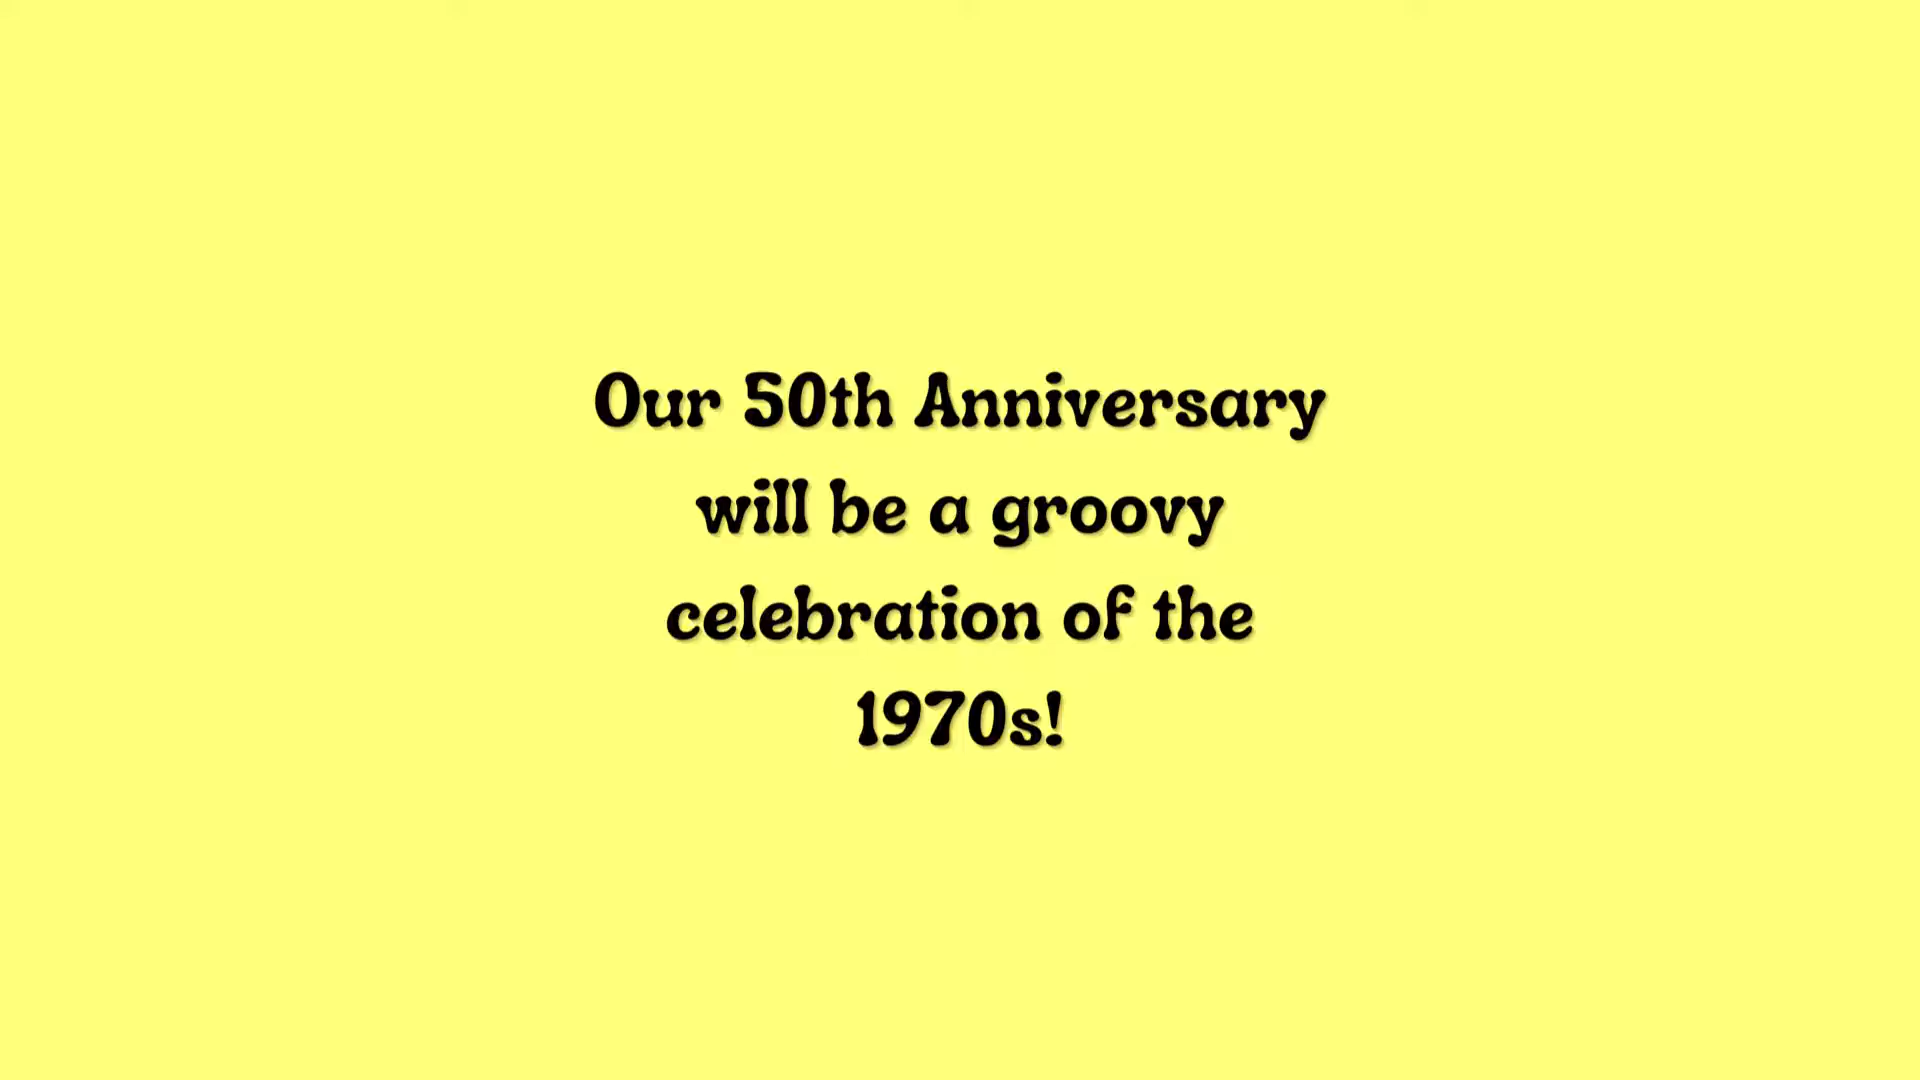 Our 50th Anniversary
will be a groovy
celebration of the
1970s!